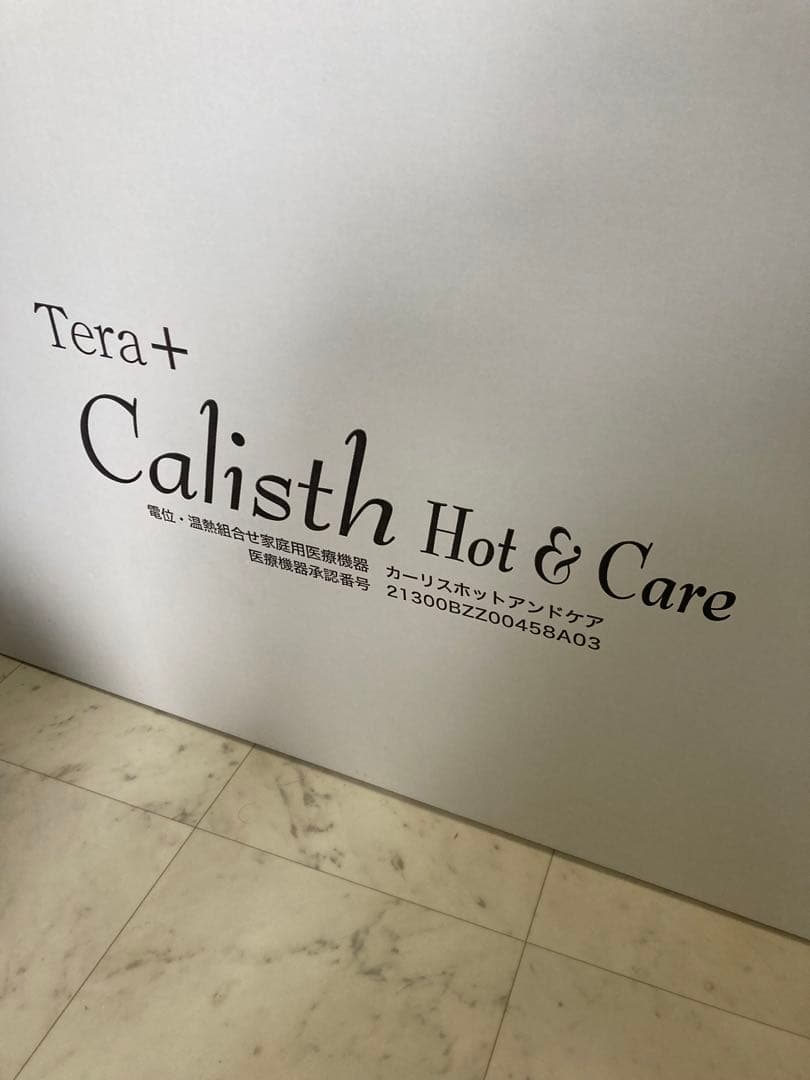 Tera+
Calisth Hot & Care
電位・温熱組合せ家庭用医療機器 カーリスホットアンドケア
医療機器承認番号 21300BZZ00458A03